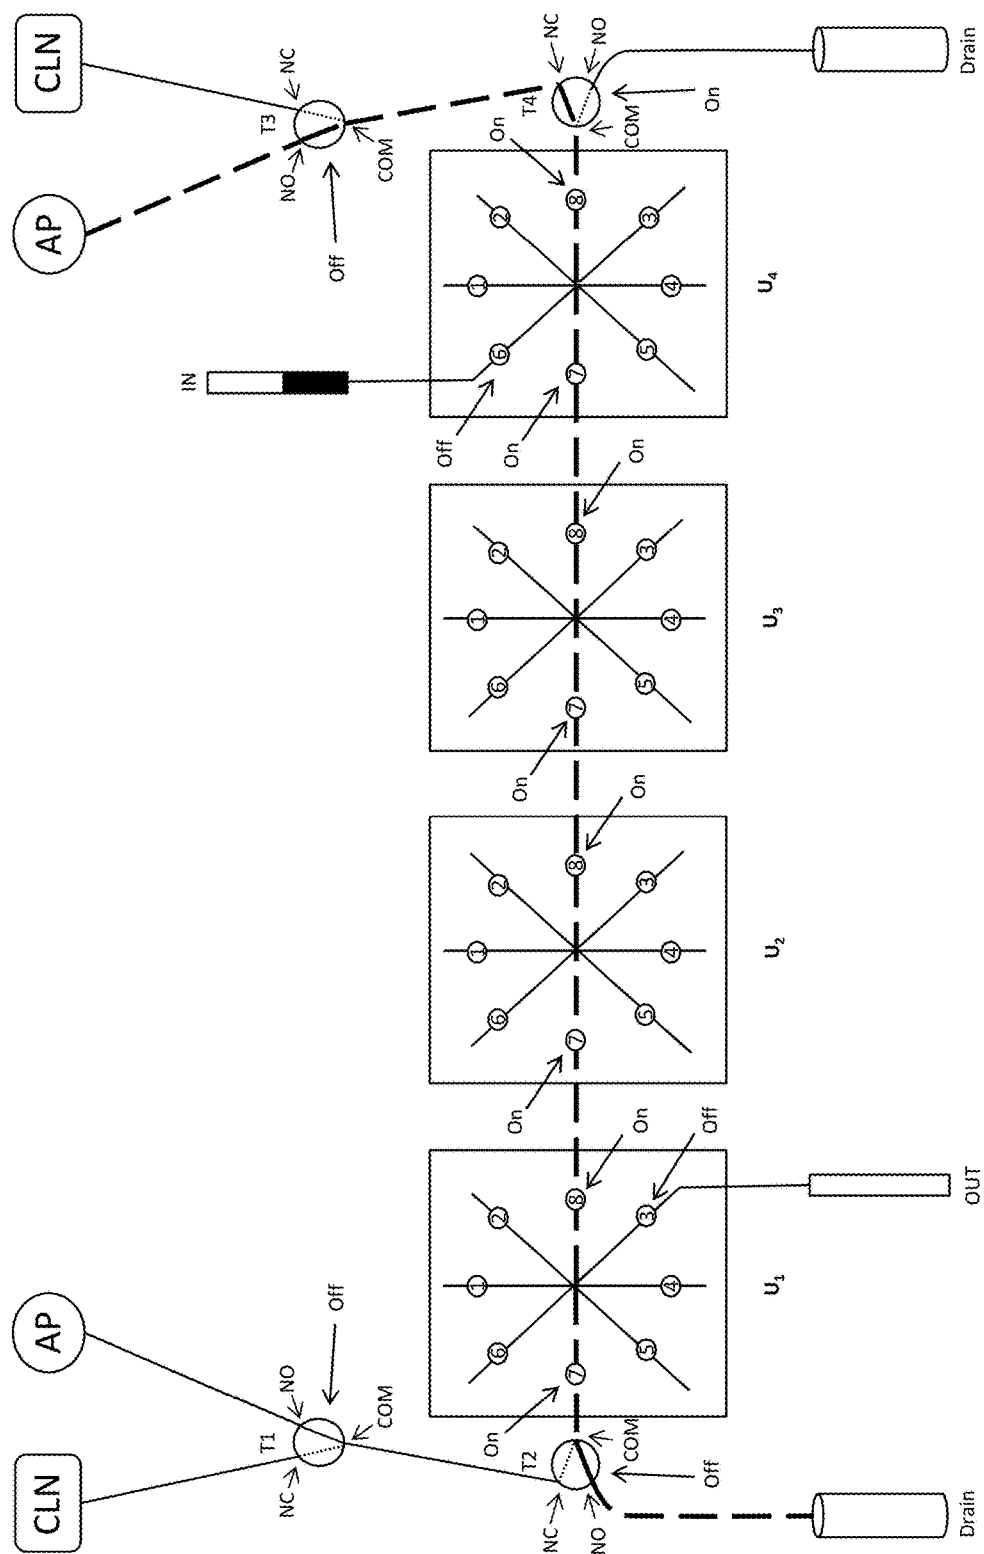 CLN
AP
AP
CLN
IN
T1
T3
NC
NO
NO
NC
Off
Off
COM
COM
Off
On
On
On
On
On
T2
T4
NC
NC
6 1 2
7 8
5 4 3
6 1 2
7 8
5 4 3
6 1 2
7 8
5 4 3
6 1 2
7 8
5 4 3
NO
NO
COM
COM
On
On
On
Off
Off
On
U1
U2
U3
U4
Drain
OUT
Drain